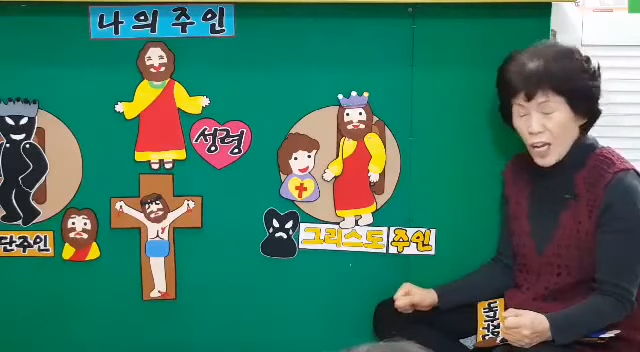 나의 주인
성령
단주인
그리스도 주인